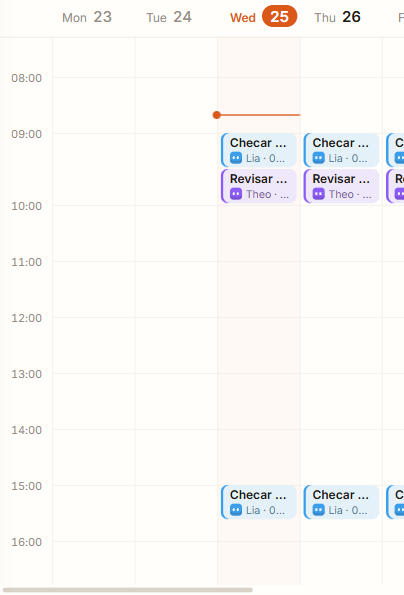 Mon 23 Tue 24 Wed 25 Thu 26 F
08:00
09:00
Checar ... Checar ... C
Lia · 0... Lia · 0...
Revisar ... Revisar ... R
Theo · ... Theo · ...
10:00
11:00
12:00
13:00
14:00
15:00
Checar ... Checar ... C
Lia · 0... Lia · 0...
16:00